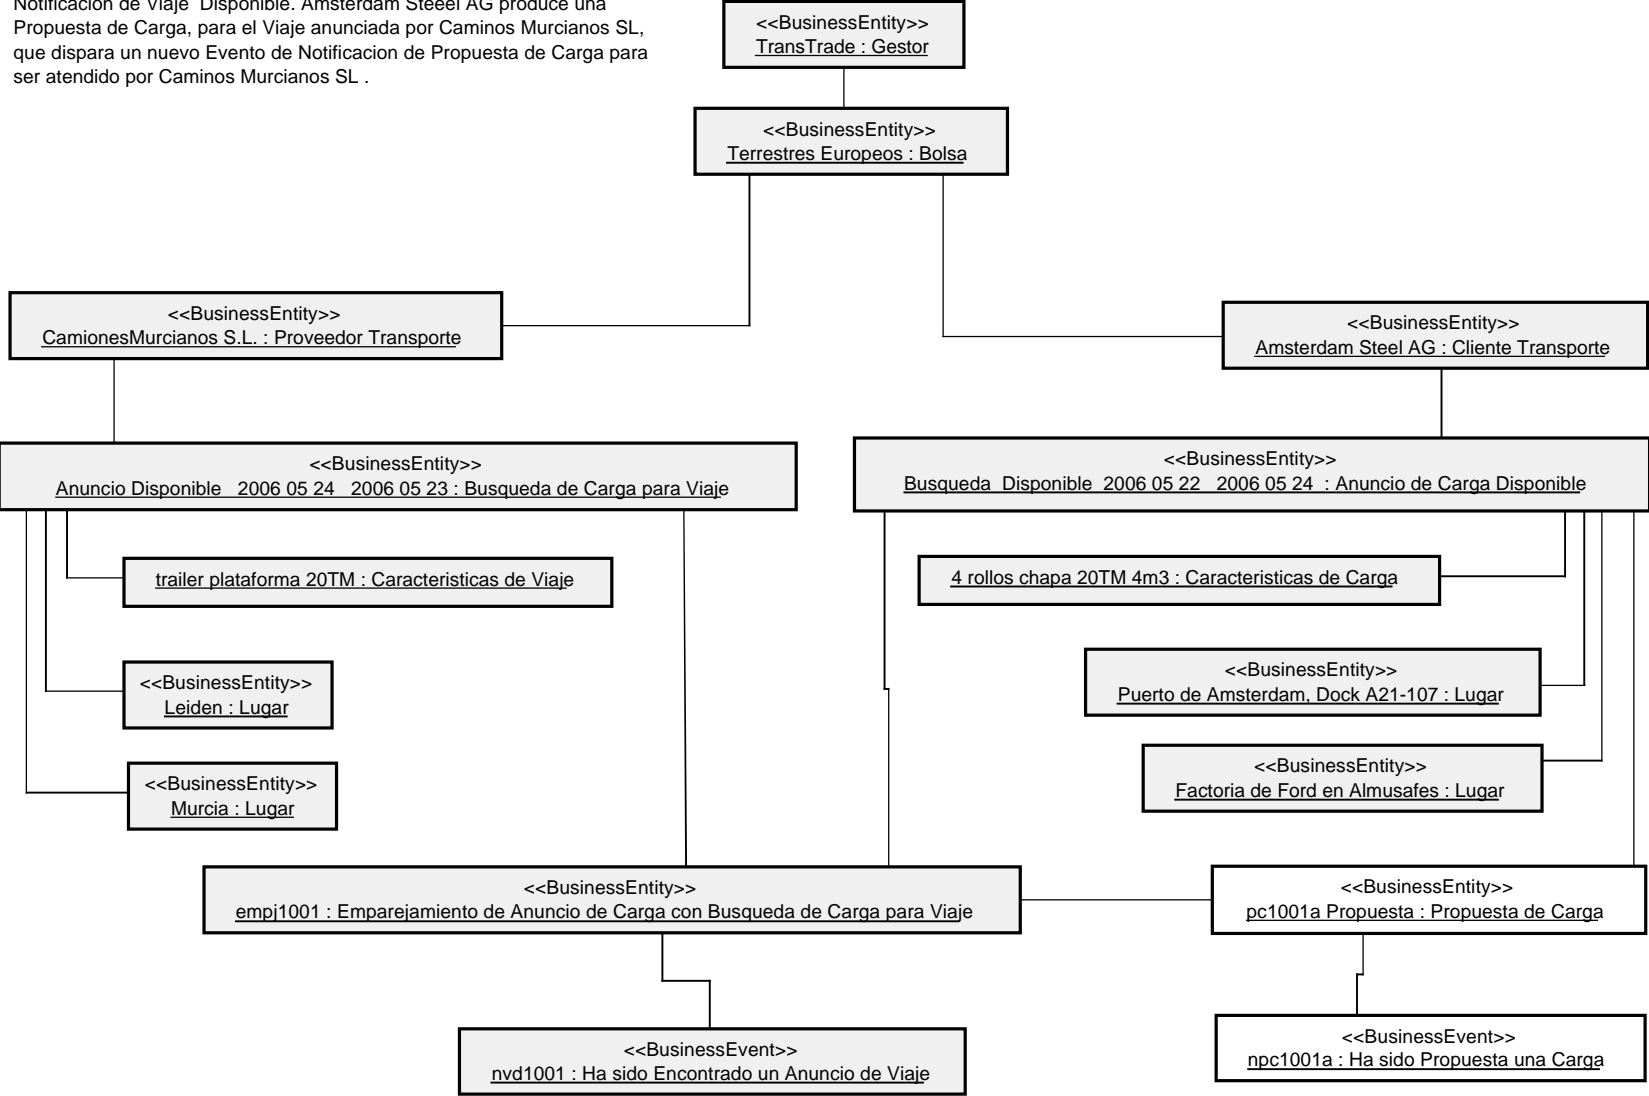 Notificacion de Viaje Disponible. Amsterdam Steeel AG produce una
Propuesta de Carga, para el Viaje anunciada por Caminos Murcianos SL,
que dispara un nuevo Evento de Notificacion de Propuesta de Carga para
ser atendido por Caminos Murcianos SL .
<<BusinessEntity>>
TransTrade : Gestor
<<BusinessEntity>>
Terrestres Europeos : Bolsa
<<BusinessEntity>>
CamionesMurcianos S.L. : Proveedor Transporte
<<BusinessEntity>>
Amsterdam Steel AG : Cliente Transporte
<<BusinessEntity>>
Anuncio Disponible 2006 05 24 2006 05 23 : Busqueda de Carga para Viaje
<<BusinessEntity>>
Busqueda Disponible 2006 05 22 2006 05 24 : Anuncio de Carga Disponible
trailer plataforma 20TM : Caracteristicas de Viaje
4 rollos chapa 20TM 4m3 : Caracteristicas de Carga
<<BusinessEntity>>
Leiden : Lugar
<<BusinessEntity>>
Puerto de Amsterdam, Dock A21-107 : Lugar
<<BusinessEntity>>
Murcia : Lugar
<<BusinessEntity>>
Factoria de Ford en Almusafes : Lugar
<<BusinessEntity>>
empj1001 : Emparejamiento de Anuncio de Carga con Busqueda de Carga para Viaje
<<BusinessEntity>>
pc1001a Propuesta : Propuesta de Carga
<<BusinessEvent>>
nvd1001 : Ha sido Encontrado un Anuncio de Viaje
<<BusinessEvent>>
npc1001a : Ha sido Propuesta una Carga